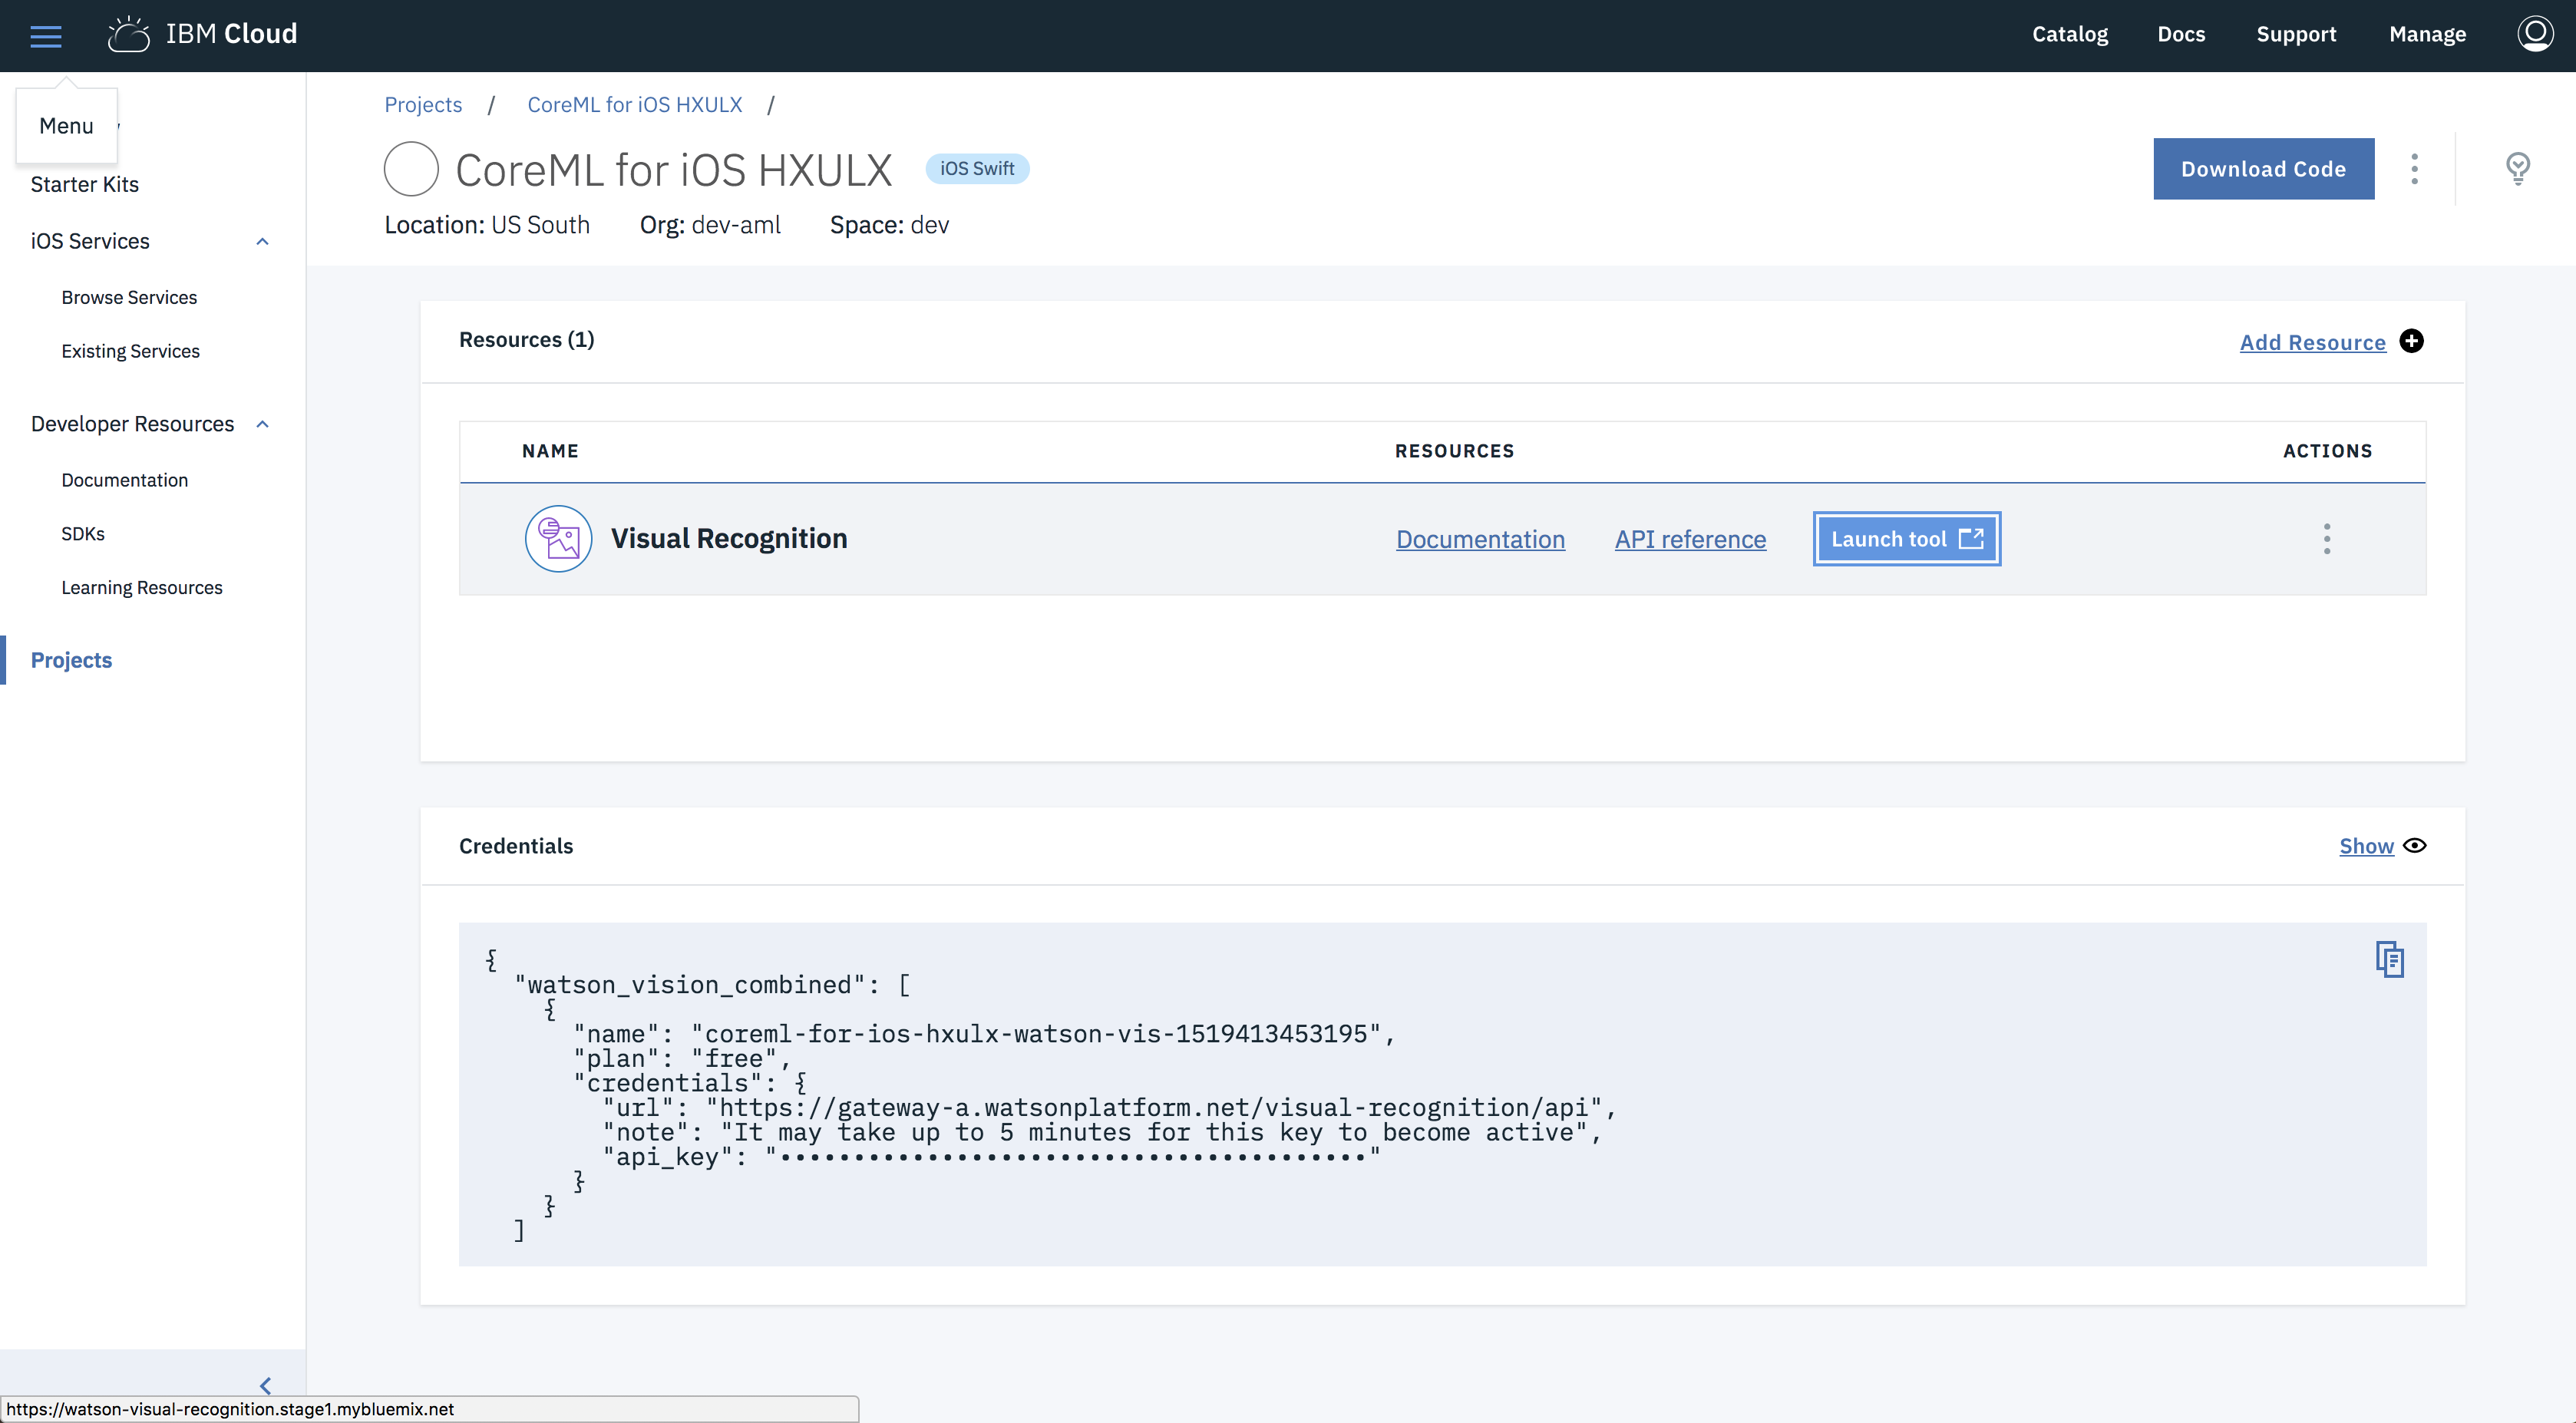 IBM Cloud
Catalog Docs Support Manage
Menu
Starter Kits
iOS Services
Browse Services
Existing Services
Developer Resources
Documentation
SDKs
Learning Resources
Projects
Projects / CoreML for iOS HXULX /
CoreML for iOS HXULX iOS Swift
Download Code
Location: US South Org: dev-aml Space: dev
Resources (1)
Add Resource
NAME RESOURCES ACTIONS
Visual Recognition Documentation API reference Launch tool
Credentials
Show
{
"watson_vision_combined": [
{
"name": "coreml-for-ios-hxulx-watson-vis-1519413453195",
"plan": "free",
"credentials": {
"url": "https://gateway-a.watsonplatform.net/visual-recognition/api",
"note": "It may take up to 5 minutes for this key to become active",
"api_key": "••••••••••••••••••••••••••••••••••••••••"
}
}
]
https://watson-visual-recognition.stage1.mybluemix.net